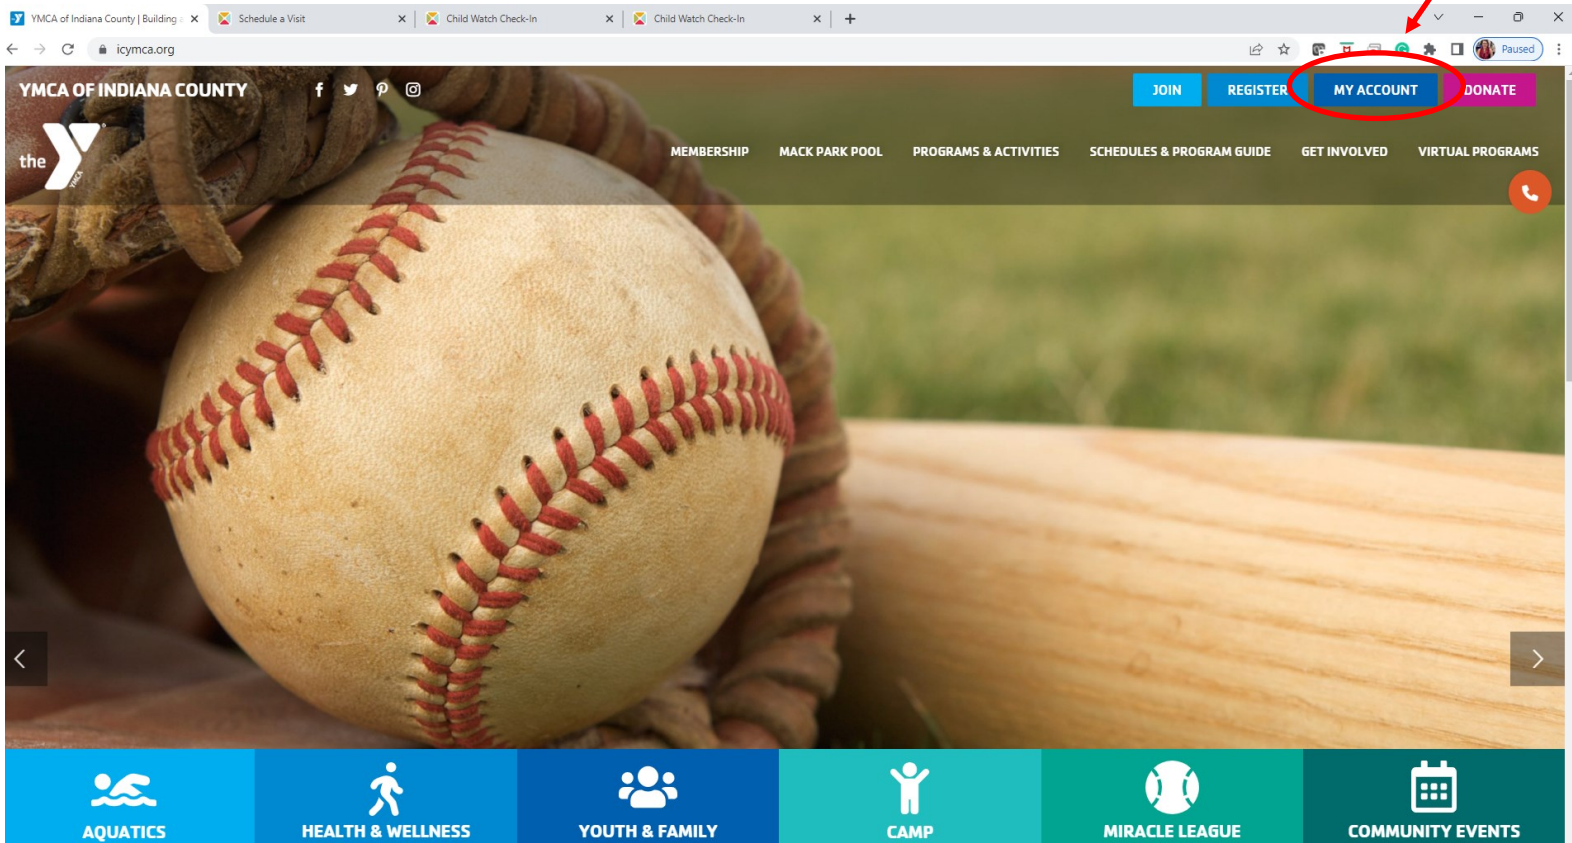 YMCA of Indiana County | Building
Schedule a Visit
Child Watch Check-In
Child Watch Check-In
icymca.org
Paused
YMCA OF INDIANA COUNTY
JOIN
REGISTER
MY ACCOUNT
DONATE
the Y
YMCA
MEMBERSHIP
MACK PARK POOL
PROGRAMS & ACTIVITIES
SCHEDULES & PROGRAM GUIDE
GET INVOLVED
VIRTUAL PROGRAMS
AQUATICS
HEALTH & WELLNESS
YOUTH & FAMILY
CAMP
MIRACLE LEAGUE
COMMUNITY EVENTS